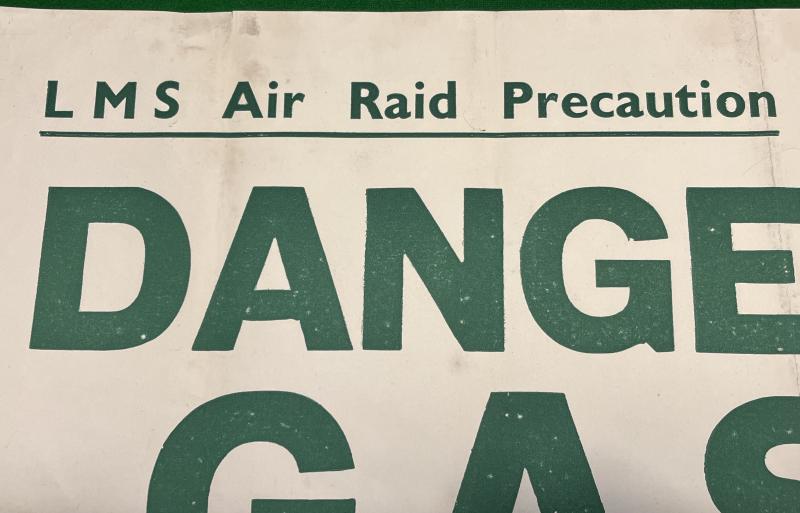 LMS Air Raid Precaution
DANGE
GAS